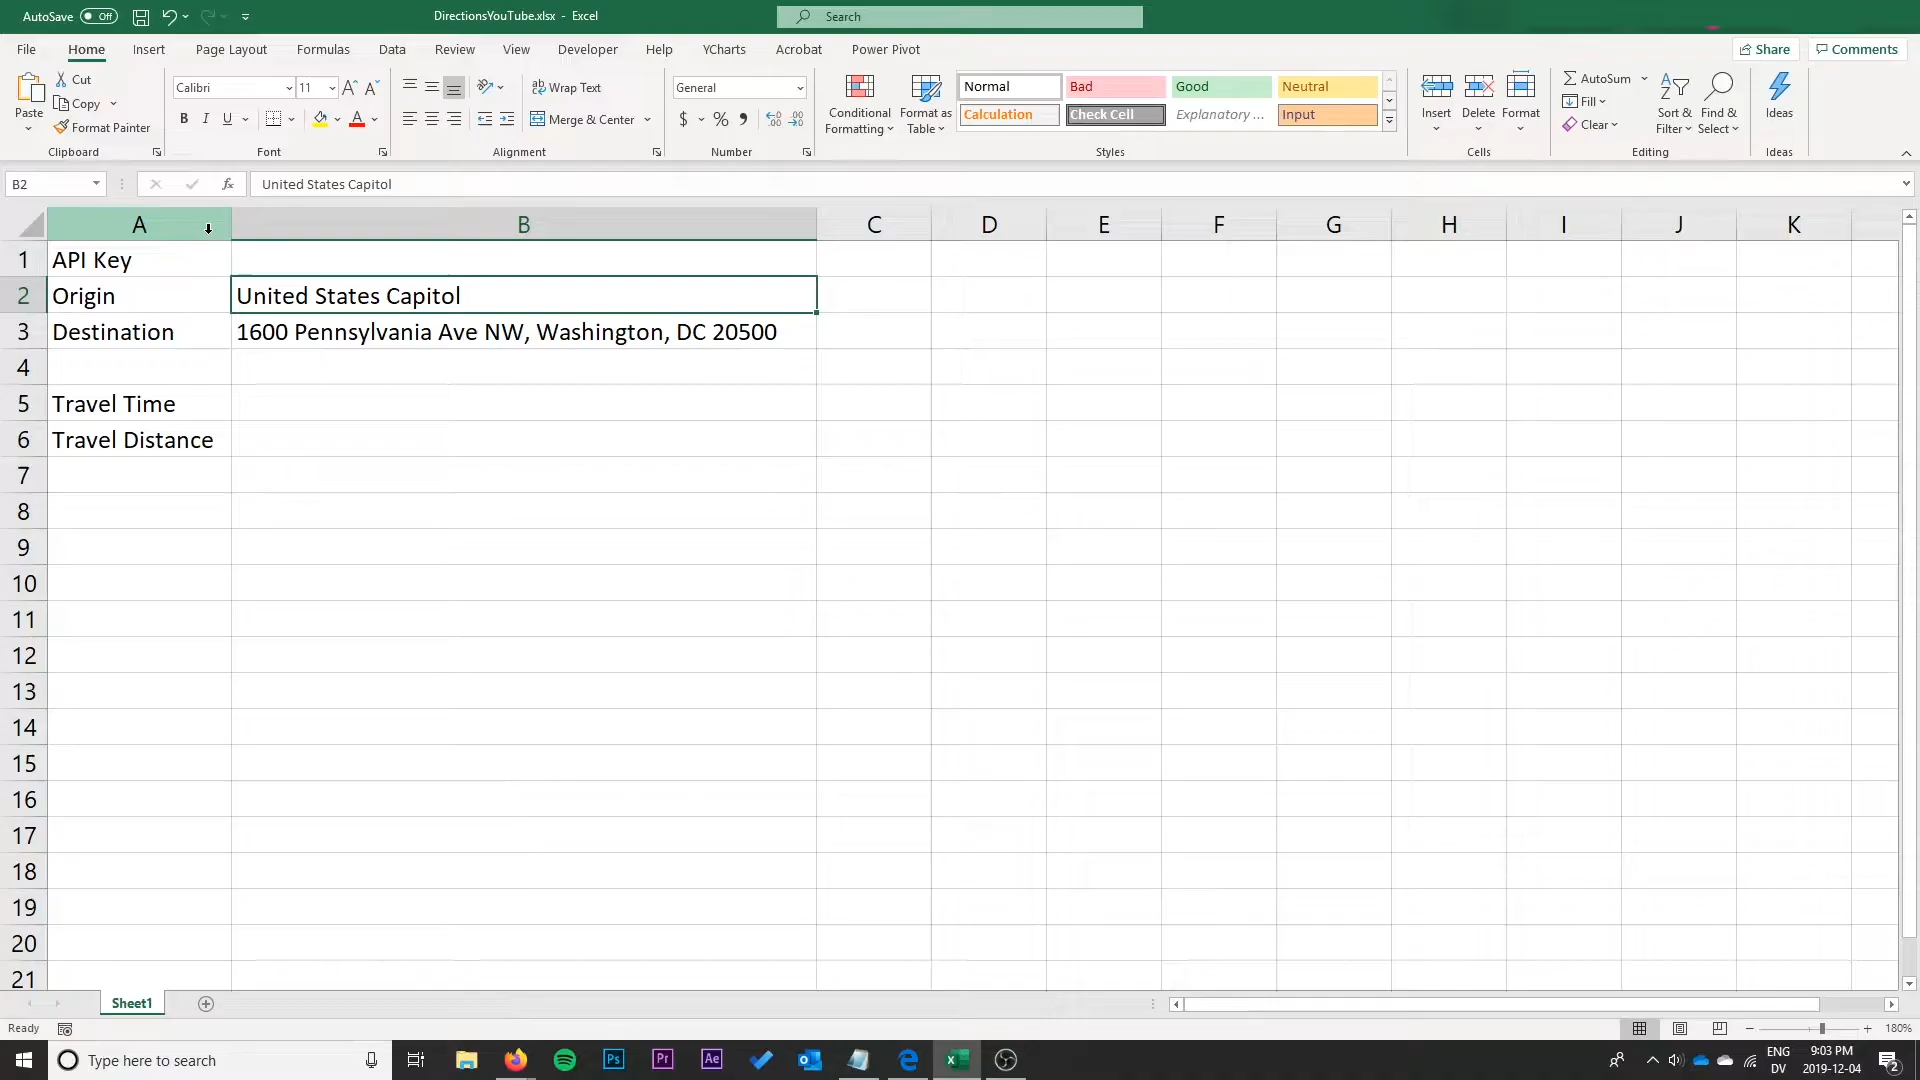 AutoSave Off DirectionsYouTube.xlsx - Excel Search
File Home Insert Page Layout Formulas Data Review View Developer Help YCharts Acrobat Power Pivot Share Comments
Paste Cut Copy Format Painter Clipboard
Calibri 11 B I U A Font
Wrap Text Merge & Center Alignment
General $ % Number
Conditional Formatting Format as Table
Normal Bad Good Neutral
Calculation Check Cell Explanatory ... Input
Styles
Insert Delete Format Cells
AutoSum Fill Clear Sort & Filter Find & Select Editing
Ideas Ideas
B2 fx United States Capitol
A B C D E F G H I J K
1 API Key
2 Origin United States Capitol
3 Destination 1600 Pennsylvania Ave NW, Washington, DC 20500
4
5 Travel Time
6 Travel Distance
7
8
9
10
11
12
13
14
15
16
17
18
19
20
21
Sheet1
Ready 180%
Type here to search Ps Pr Ae ENG DV 9:03 PM 2019-12-04 2